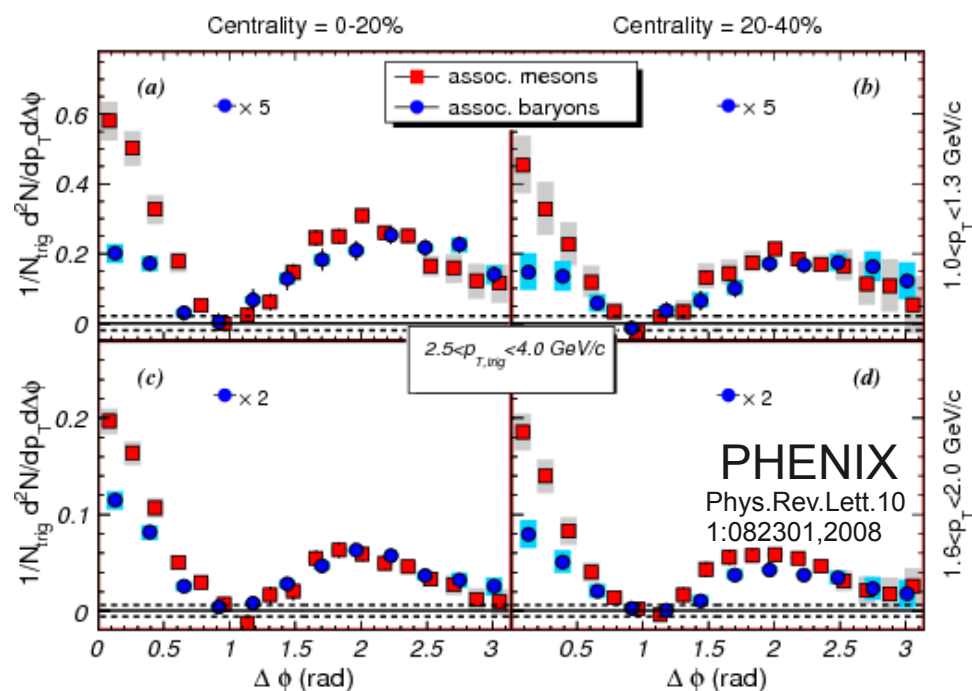 Centrality = 0-20%
Centrality = 20-40%
(a)
assoc. mesons
assoc. baryons
(b)
× 5
× 5
0.6
0.4
0.2
0
1/N_trig d²N/dp_T dΔϕ
1.0<p_T<1.3 GeV/c
2.5<p_T,trig<4.0 GeV/c
(c)
(d)
× 2
× 2
0.2
0.1
0
1/N_trig d²N/dp_T dΔϕ
1.6<p_T<2.0 GeV/c
PHENIX
Phys.Rev.Lett.10
1:082301,2008
0 0.5 1 1.5 2 2.5 3
0 0.5 1 1.5 2 2.5 3
Δ ϕ (rad)
Δ ϕ (rad)